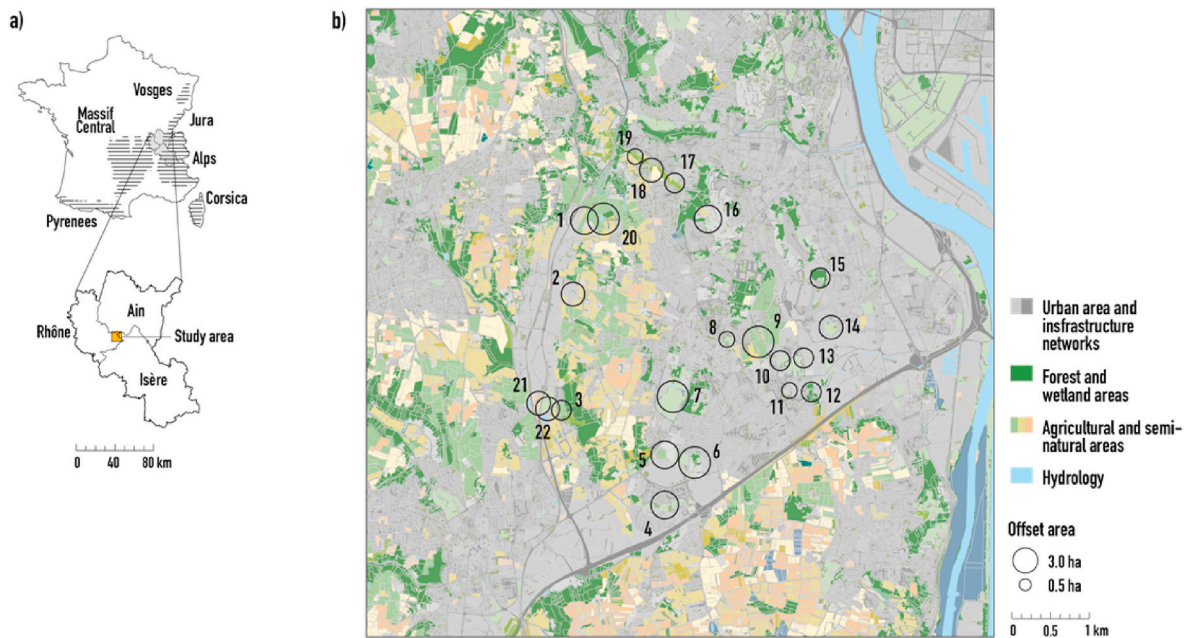 a)
Vosges
Massif
Central
Jura
Alps
Corsica
Pyrenees
Ain
Rhône
Study area
Isère
0 40 80 km
b)
19
17
18
16
1
20
2
15
14
8
9
13
10
11
12
21
3
22
7
5
6
4
Urban area and
insfrastructure
networks
Forest and
wetland areas
Agricultural and semi-
natural areas
Hydrology
Offset area
3.0 ha
0.5 ha
0 0.5 1 km